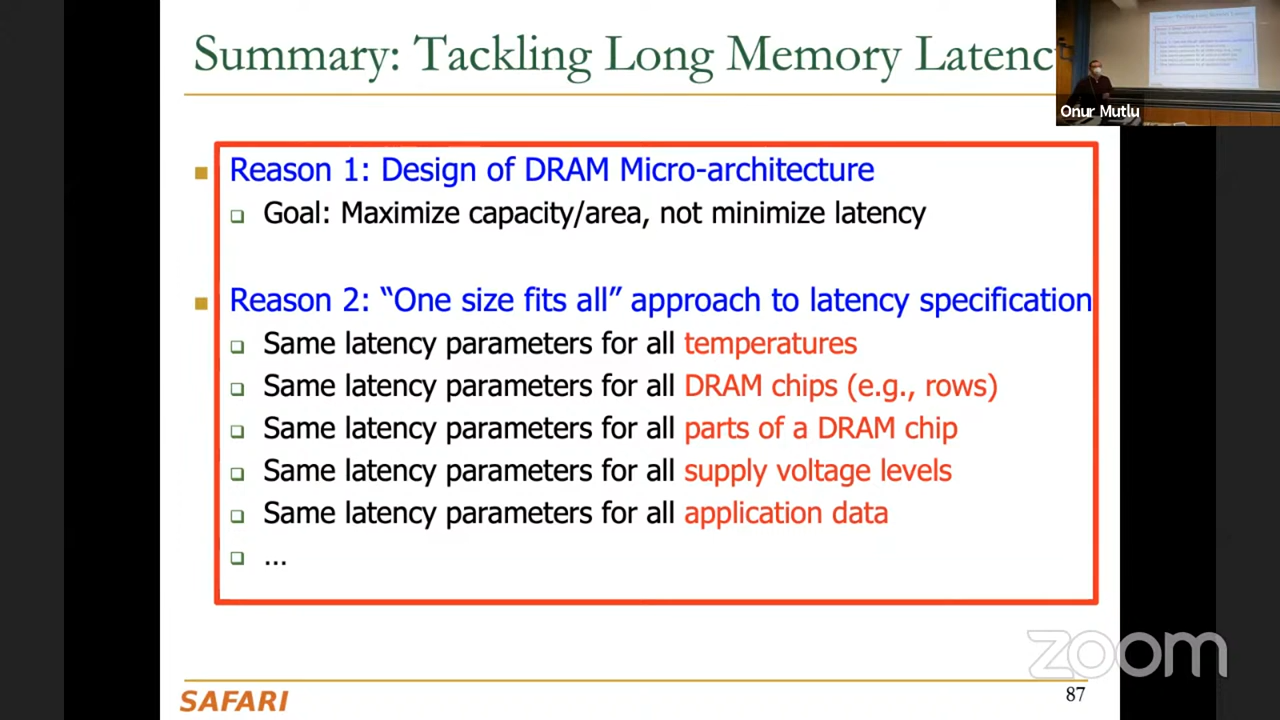 Summary: Tackling Long Memory Latenc
Onur Mutlu
Reason 1: Design of DRAM Micro-architecture
Goal: Maximize capacity/area, not minimize latency
Reason 2: “One size fits all” approach to latency specification
Same latency parameters for all temperatures
Same latency parameters for all DRAM chips (e.g., rows)
Same latency parameters for all parts of a DRAM chip
Same latency parameters for all supply voltage levels
Same latency parameters for all application data
...
zoom
SAFARI
87